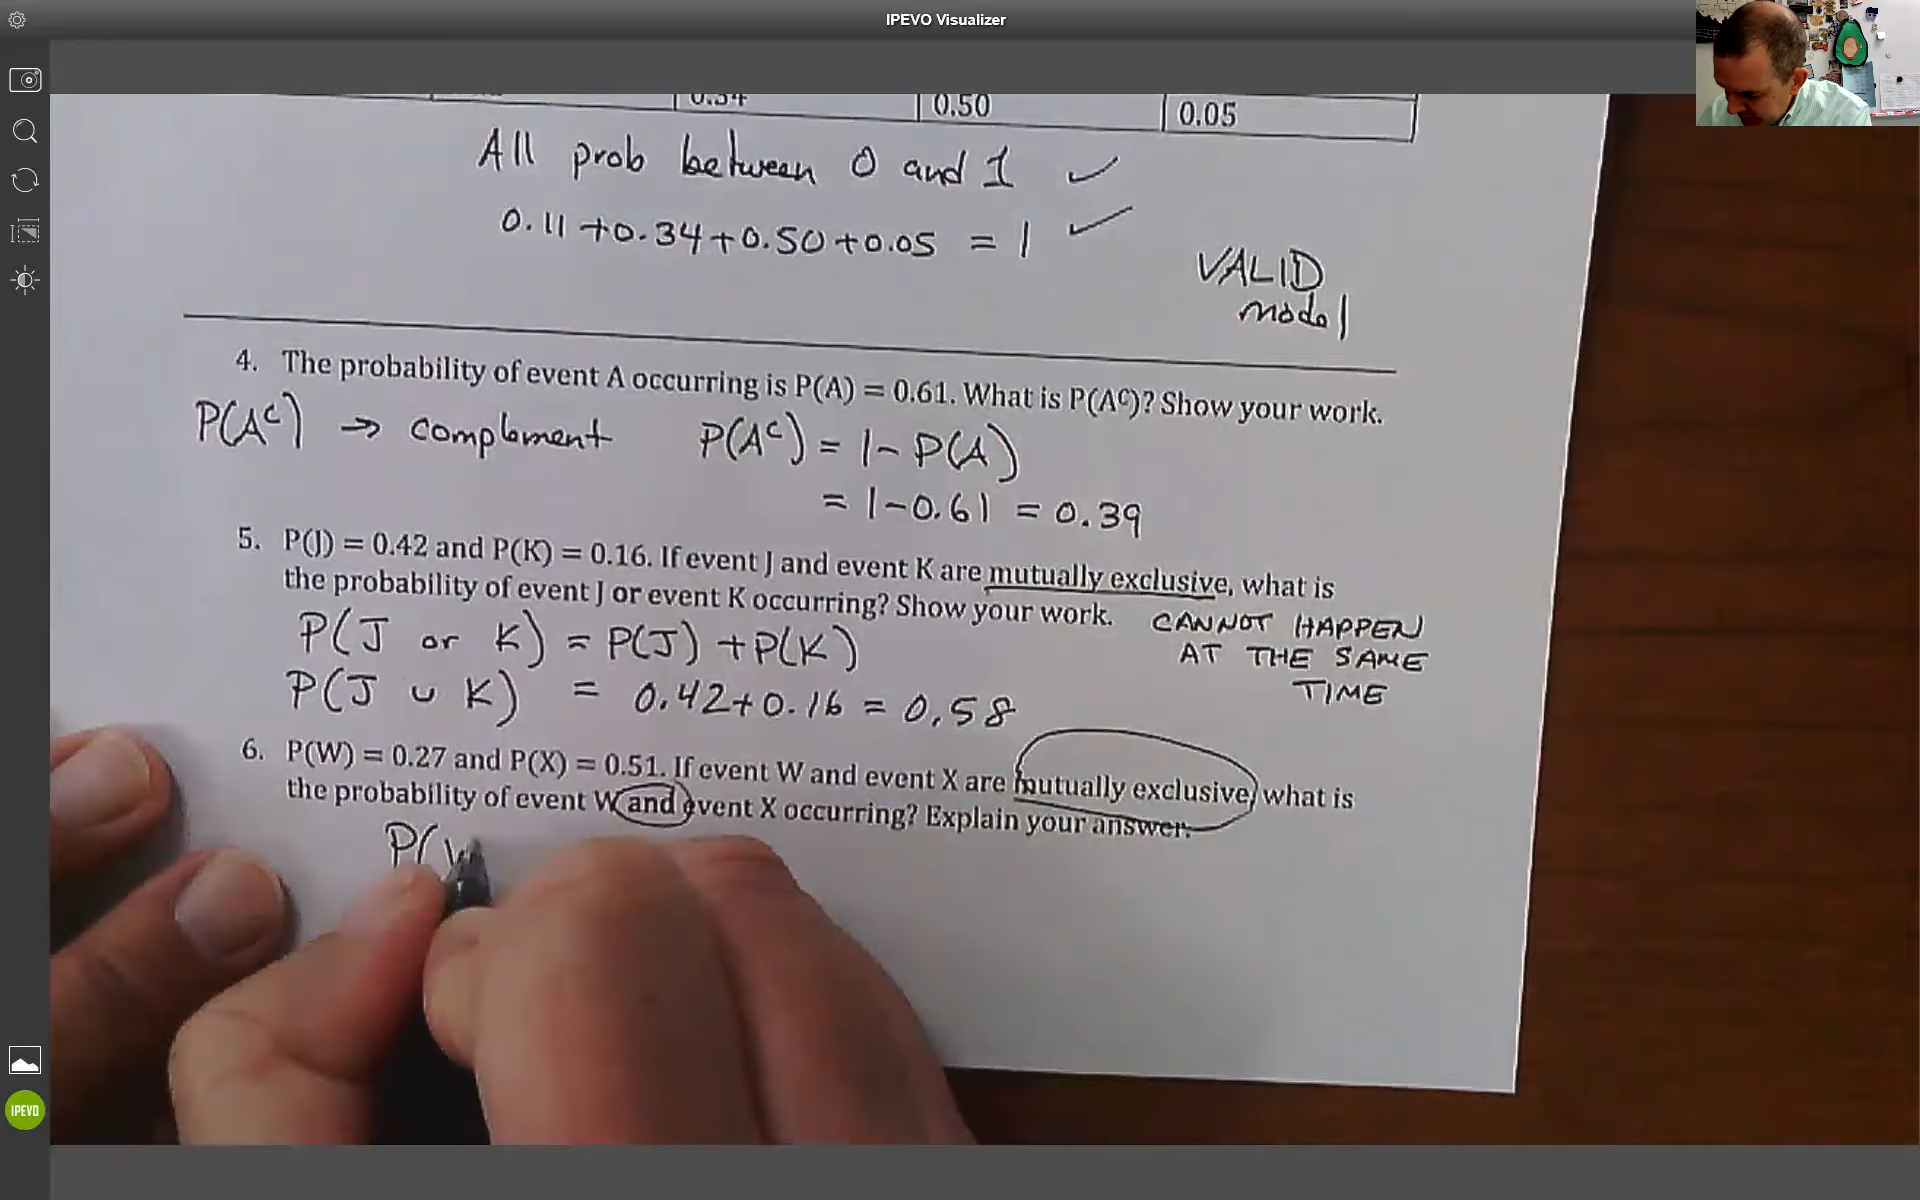 IPEVO Visualizer
0.34 0.50 0.05
All prob between 0 and 1 ✓
0.11 + 0.34 + 0.50 + 0.05 = 1 ✓
VALID
model
4. The probability of event A occurring is P(A) = 0.61. What is P(Aᶜ)? Show your work.
P(Aᶜ) → complement P(Aᶜ) = 1 - P(A)
= 1 - 0.61 = 0.39
5. P(J) = 0.42 and P(K) = 0.16. If event J and event K are mutually exclusive, what is
the probability of event J or event K occurring? Show your work.
CANNOT HAPPEN
AT THE SAME
TIME
P(J or K) = P(J) + P(K)
P(J ∪ K) = 0.42 + 0.16 = 0.58
6. P(W) = 0.27 and P(X) = 0.51. If event W and event X are mutually exclusive, what is
the probability of event W and event X occurring? Explain your answer.
P(W
IPEVO